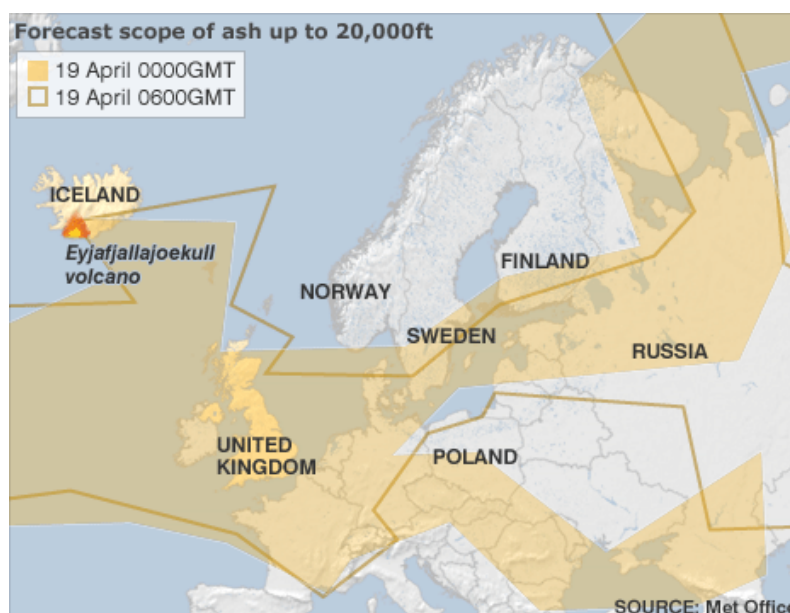 Forecast scope of ash up to 20,000ft
19 April 0000GMT
19 April 0600GMT
ICELAND
Eyjafjallajoekull
volcano
NORWAY
FINLAND
SWEDEN
RUSSIA
UNITED
KINGDOM
POLAND
SOURCE: Met Office